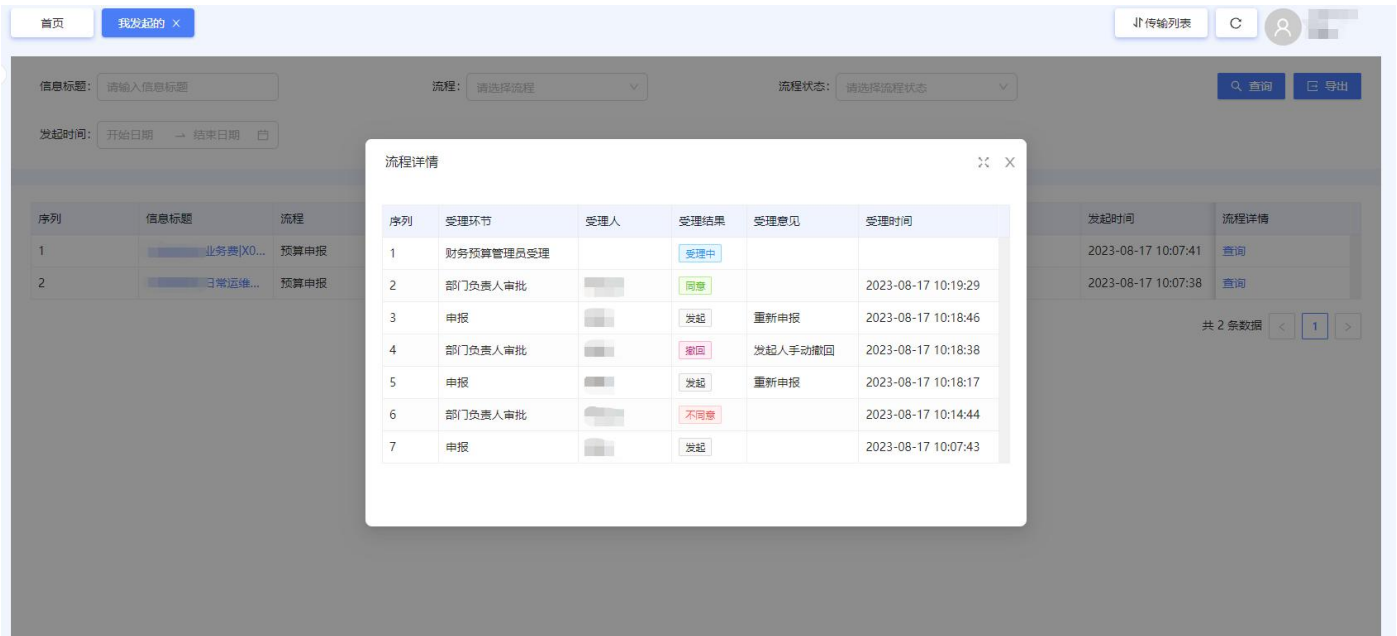 首页 我发起的 × 传输列表 C
信息标题： 请输入信息标题 流程： 请选择流程 流程状态： 请选择流程状态 查询 导出
发起时间： 开始日期 → 结束日期
流程详情
序列 信息标题 流程 发起时间 流程详情
1 业务费|X0... 预算申报 2023-08-17 10:07:41 查询
2 日常运维... 预算申报 2023-08-17 10:07:38 查询
共 2 条数据 < 1 >
序列 受理环节 受理人 受理结果 受理意见 受理时间
1 财务预算管理员受理 受理中
2 部门负责人审批 同意 2023-08-17 10:19:29
3 申报 发起 重新申报 2023-08-17 10:18:46
4 部门负责人审批 撤回 发起人手动撤回 2023-08-17 10:18:38
5 申报 发起 重新申报 2023-08-17 10:18:17
6 部门负责人审批 不同意 2023-08-17 10:14:44
7 申报 发起 2023-08-17 10:07:43